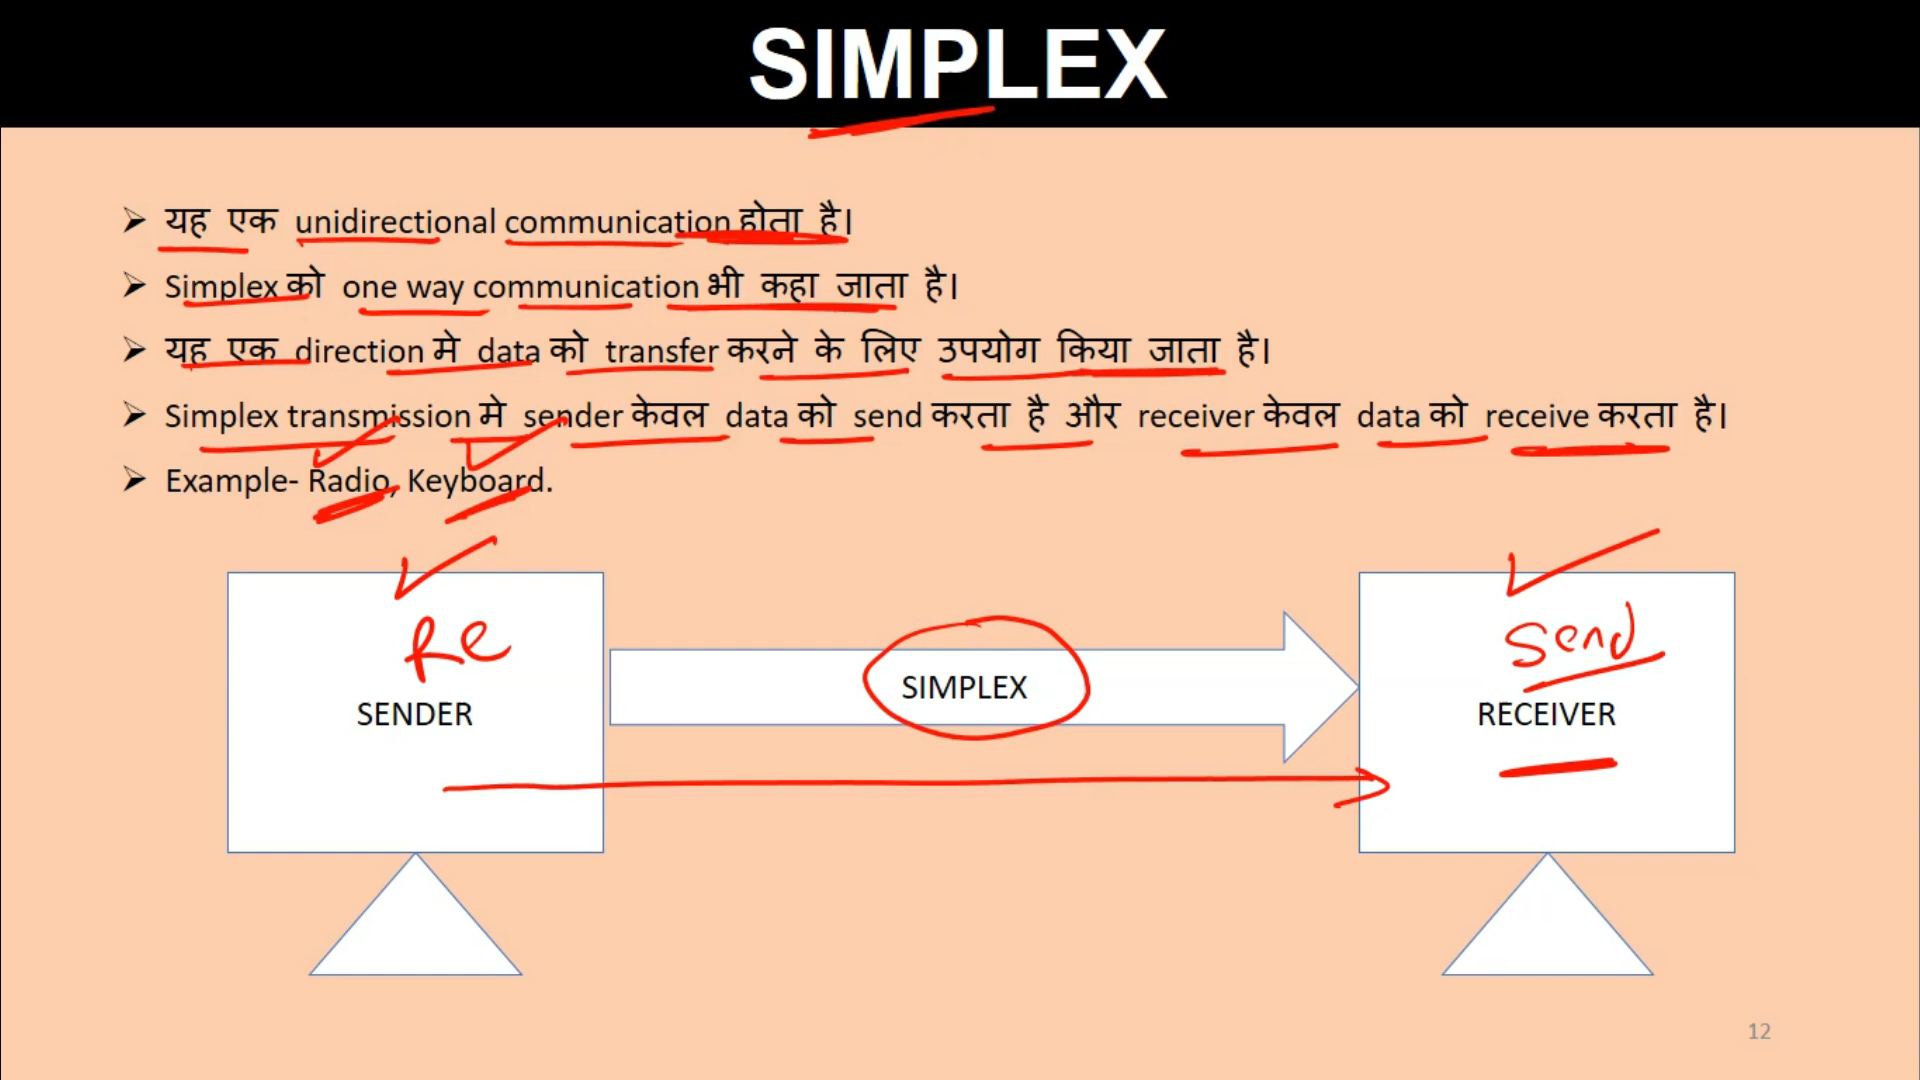 SIMPLEX
➢ यह एक unidirectional communication होता है।
➢ Simplex को one way communication भी कहा जाता है।
➢ यह एक direction मे data को transfer करने के लिए उपयोग किया जाता है।
➢ Simplex transmission मे sender केवल data को send करता है और receiver केवल data को receive करता है।
➢ Example- Radio, Keyboard.
Re
SENDER
SIMPLEX
Send
RECEIVER
12